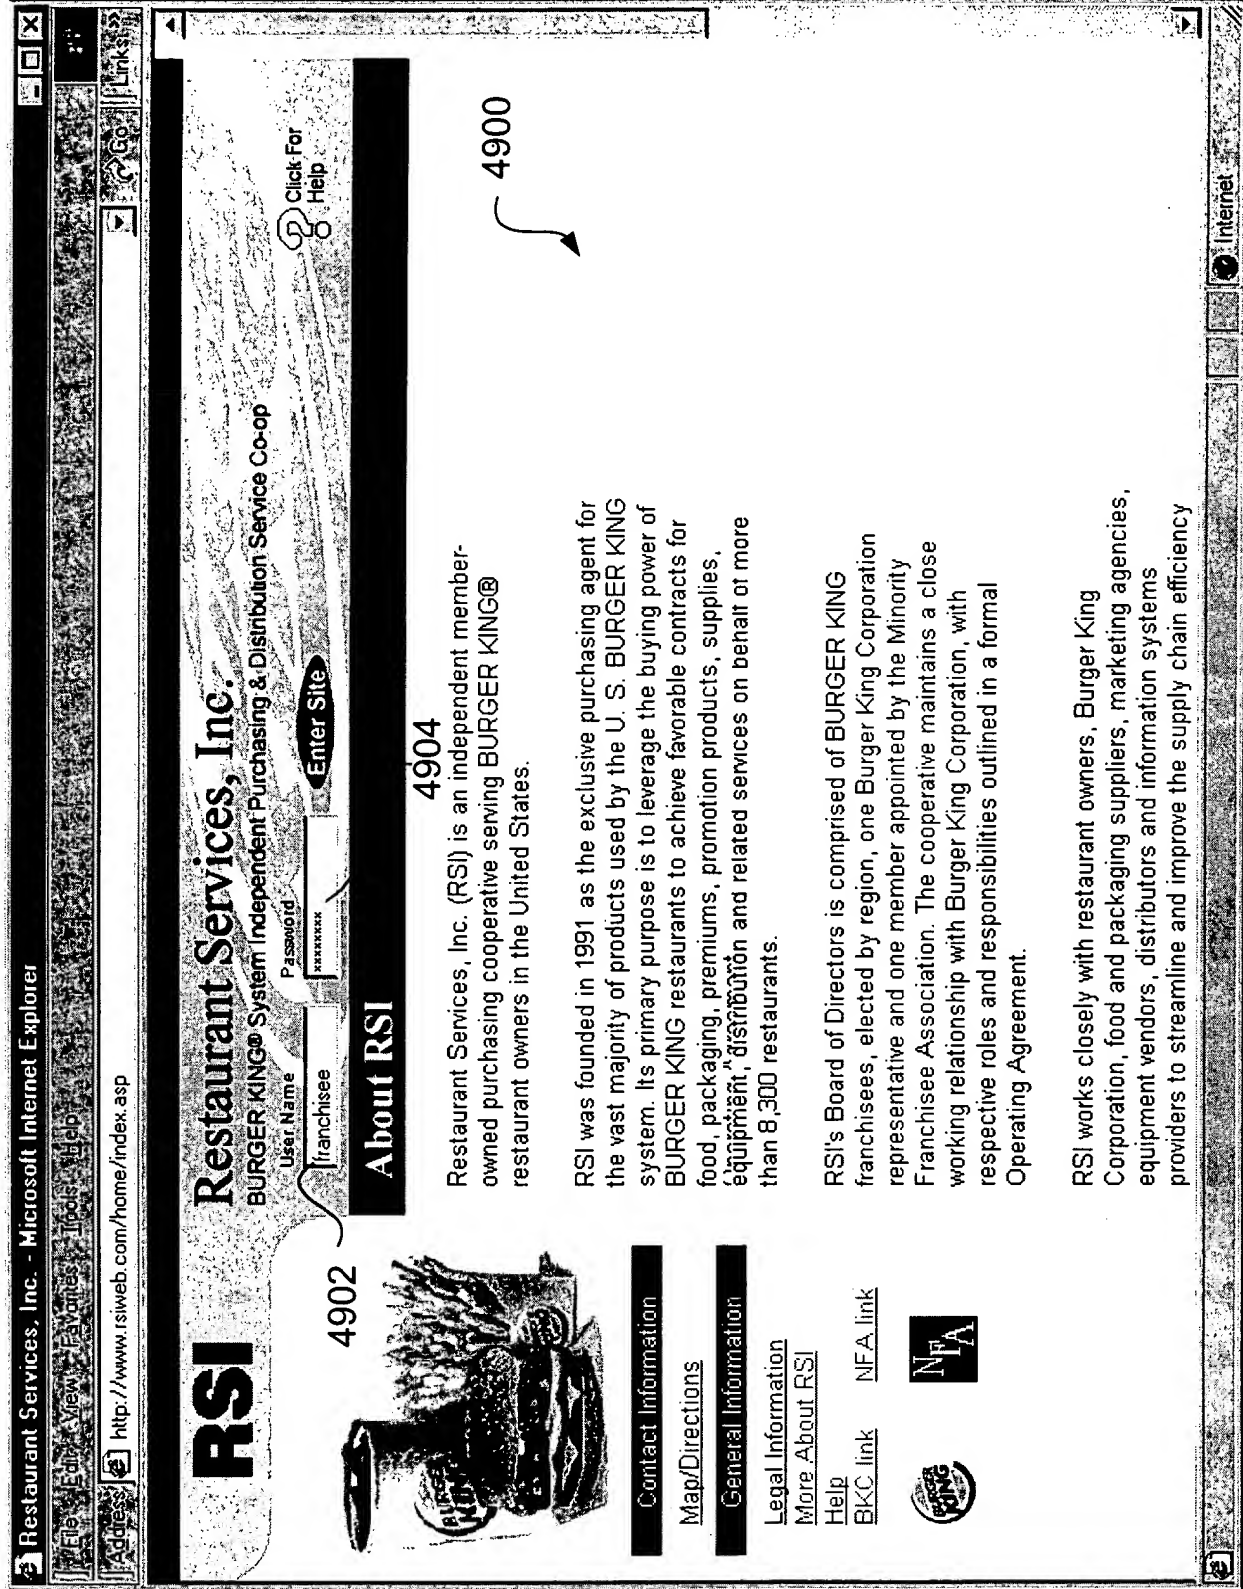 Restaurant Services, Inc. - Microsoft Internet Explorer
File Edit View Favorites Tools Help
Address http://www.rsiweb.com/home/index.asp Go Links »
RSI
Restaurant Services, Inc.
BURGER KING® System Independent Purchasing & Distribution Service Co-op
User Name Password
franchisee xxxxxxxx Enter Site
Click For
Help
4902
4904
4900
About RSI
Restaurant Services, Inc. (RSI) is an independent member-
owned purchasing cooperative serving BURGER KING®
restaurant owners in the United States.
RSI was founded in 1991 as the exclusive purchasing agent for
the vast majority of products used by the U. S. BURGER KING
system. Its primary purpose is to leverage the buying power of
BURGER KING restaurants to achieve favorable contracts for
food, packaging, premiums, promotion products, supplies,
equipment, distribution and related services on behalf of more
than 8,300 restaurants.
RSI's Board of Directors is comprised of BURGER KING
franchisees, elected by region, one Burger King Corporation
representative and one member appointed by the Minority
Franchisee Association. The cooperative maintains a close
working relationship with Burger King Corporation, with
respective roles and responsibilities outlined in a formal
Operating Agreement.
RSI works closely with restaurant owners, Burger King
Corporation, food and packaging suppliers, marketing agencies,
equipment vendors, distributors and information systems
providers to streamline and improve the supply chain efficiency
BURGER KING
Contact Information
Map/Directions
General Information
Legal Information
More About RSI
Help
BKC link NFA link
BURGER KING
NFA
Internet